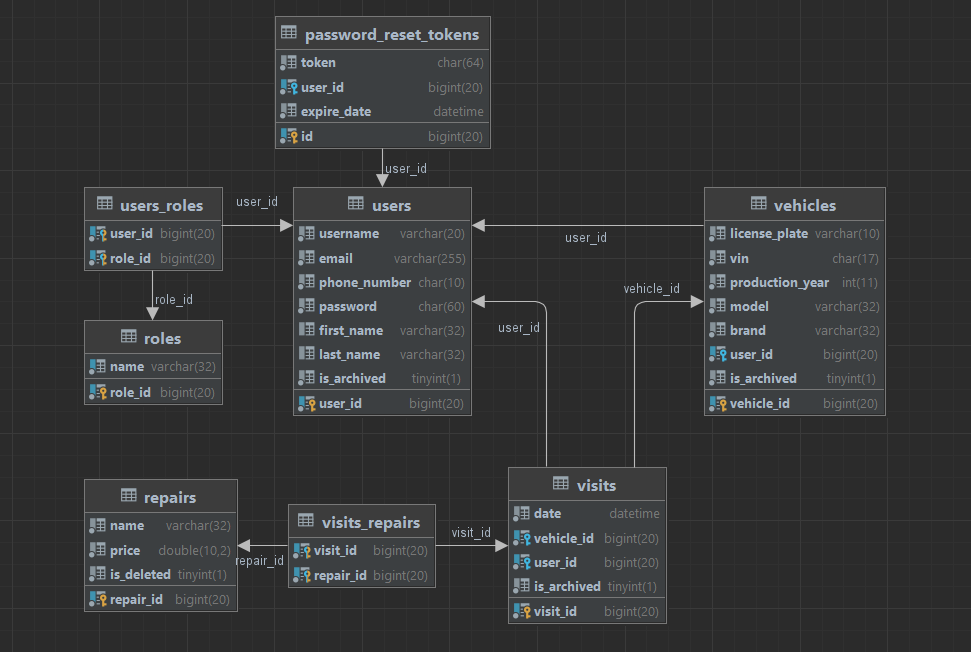 password_reset_tokens
token char(64)
user_id bigint(20)
expire_date datetime
id bigint(20)
user_id
users_roles
user_id bigint(20)
role_id bigint(20)
user_id
users
username varchar(20)
email varchar(255)
phone_number char(10)
password char(60)
first_name varchar(32)
last_name varchar(32)
is_archived tinyint(1)
user_id bigint(20)
user_id
vehicles
license_plate varchar(10)
vin char(17)
production_year int(11)
model varchar(32)
brand varchar(32)
user_id bigint(20)
is_archived tinyint(1)
vehicle_id bigint(20)
role_id
roles
name varchar(32)
role_id bigint(20)
user_id
vehicle_id
repairs
name varchar(32)
price double(10,2)
is_deleted tinyint(1)
repair_id bigint(20)
repair_id
visits_repairs
visit_id bigint(20)
repair_id bigint(20)
visit_id
visits
date datetime
vehicle_id bigint(20)
user_id bigint(20)
is_archived tinyint(1)
visit_id bigint(20)